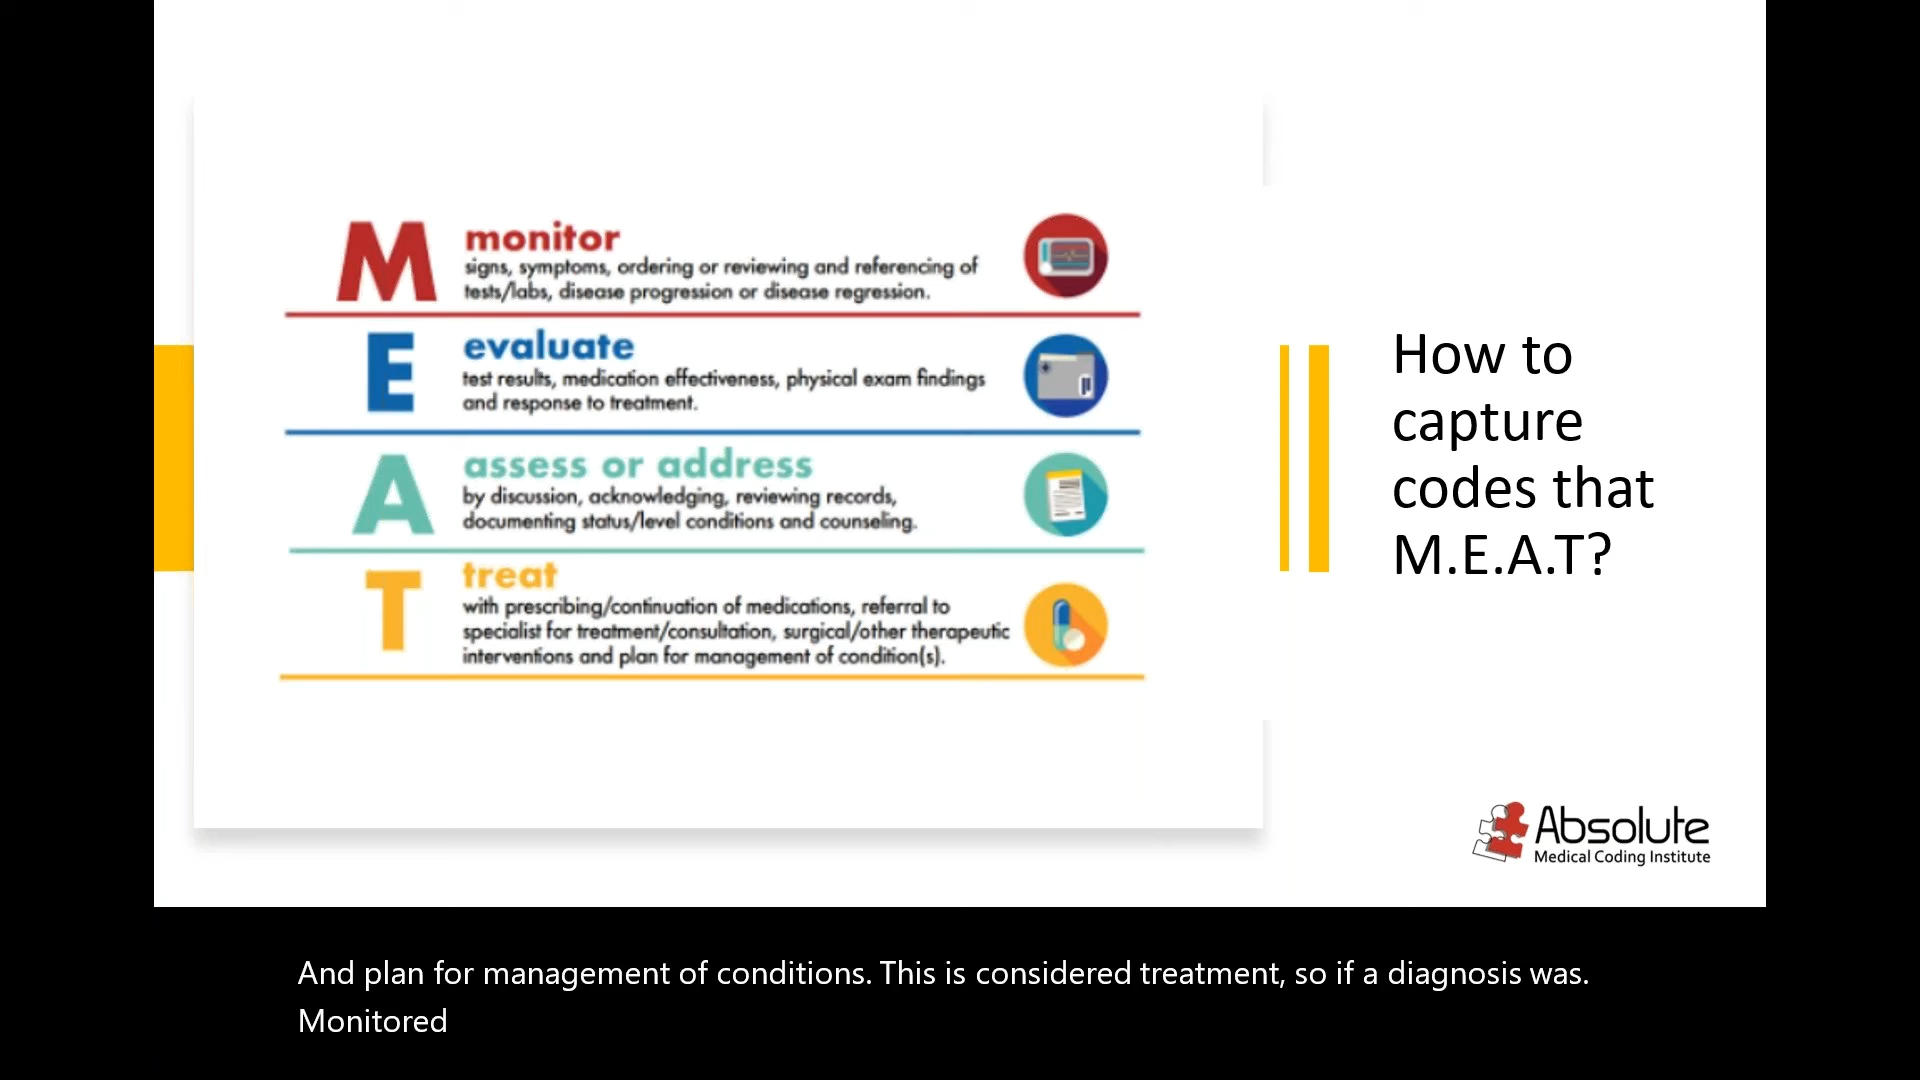 M
monitor
signs, symptoms, ordering or reviewing and referencing of
tests/labs, disease progression or disease regression.
E
evaluate
test results, medication effectiveness, physical exam findings
and response to treatment.
A
assess or address
by discussion, acknowledging, reviewing records,
documenting status/level conditions and counseling.
T
treat
with prescribing/continuation of medications, referral to
specialist for treatment/consultation, surgical/other therapeutic
interventions and plan for management of condition(s).
How to
capture
codes that
M.E.A.T?
Absolute
Medical Coding Institute
And plan for management of conditions. This is considered treatment, so if a diagnosis was.
Monitored